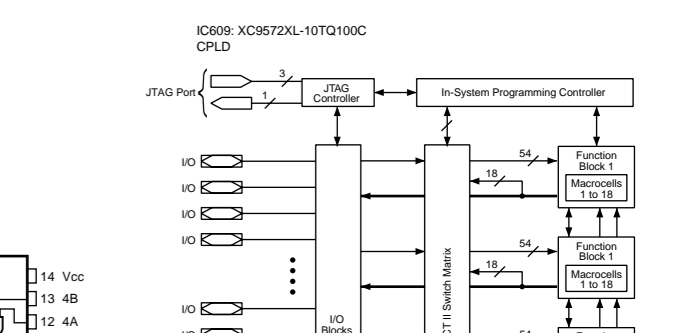 IC609: XC9572XL-10TQ100C
CPLD
JTAG Port
3
1
JTAG
Controller
In-System Programming Controller
I/O
I/O
I/O
I/O
I/O
I/O
Blocks
Switch Matrix
54
18
Function
Block 1
Macrocells
1 to 18
54
18
Function
Block 1
Macrocells
1 to 18
54
14 Vcc
13 4B
12 4A